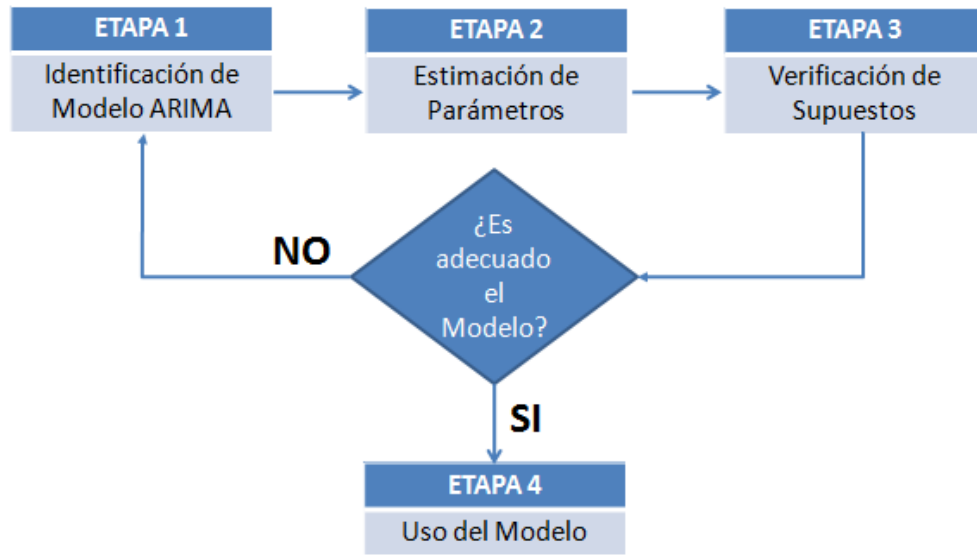 ETAPA 1
Identificación de
Modelo ARIMA
ETAPA 2
Estimación de
Parámetros
ETAPA 3
Verificación de
Supuestos
¿Es
adecuado
el
Modelo?
NO
SI
ETAPA 4
Uso del Modelo